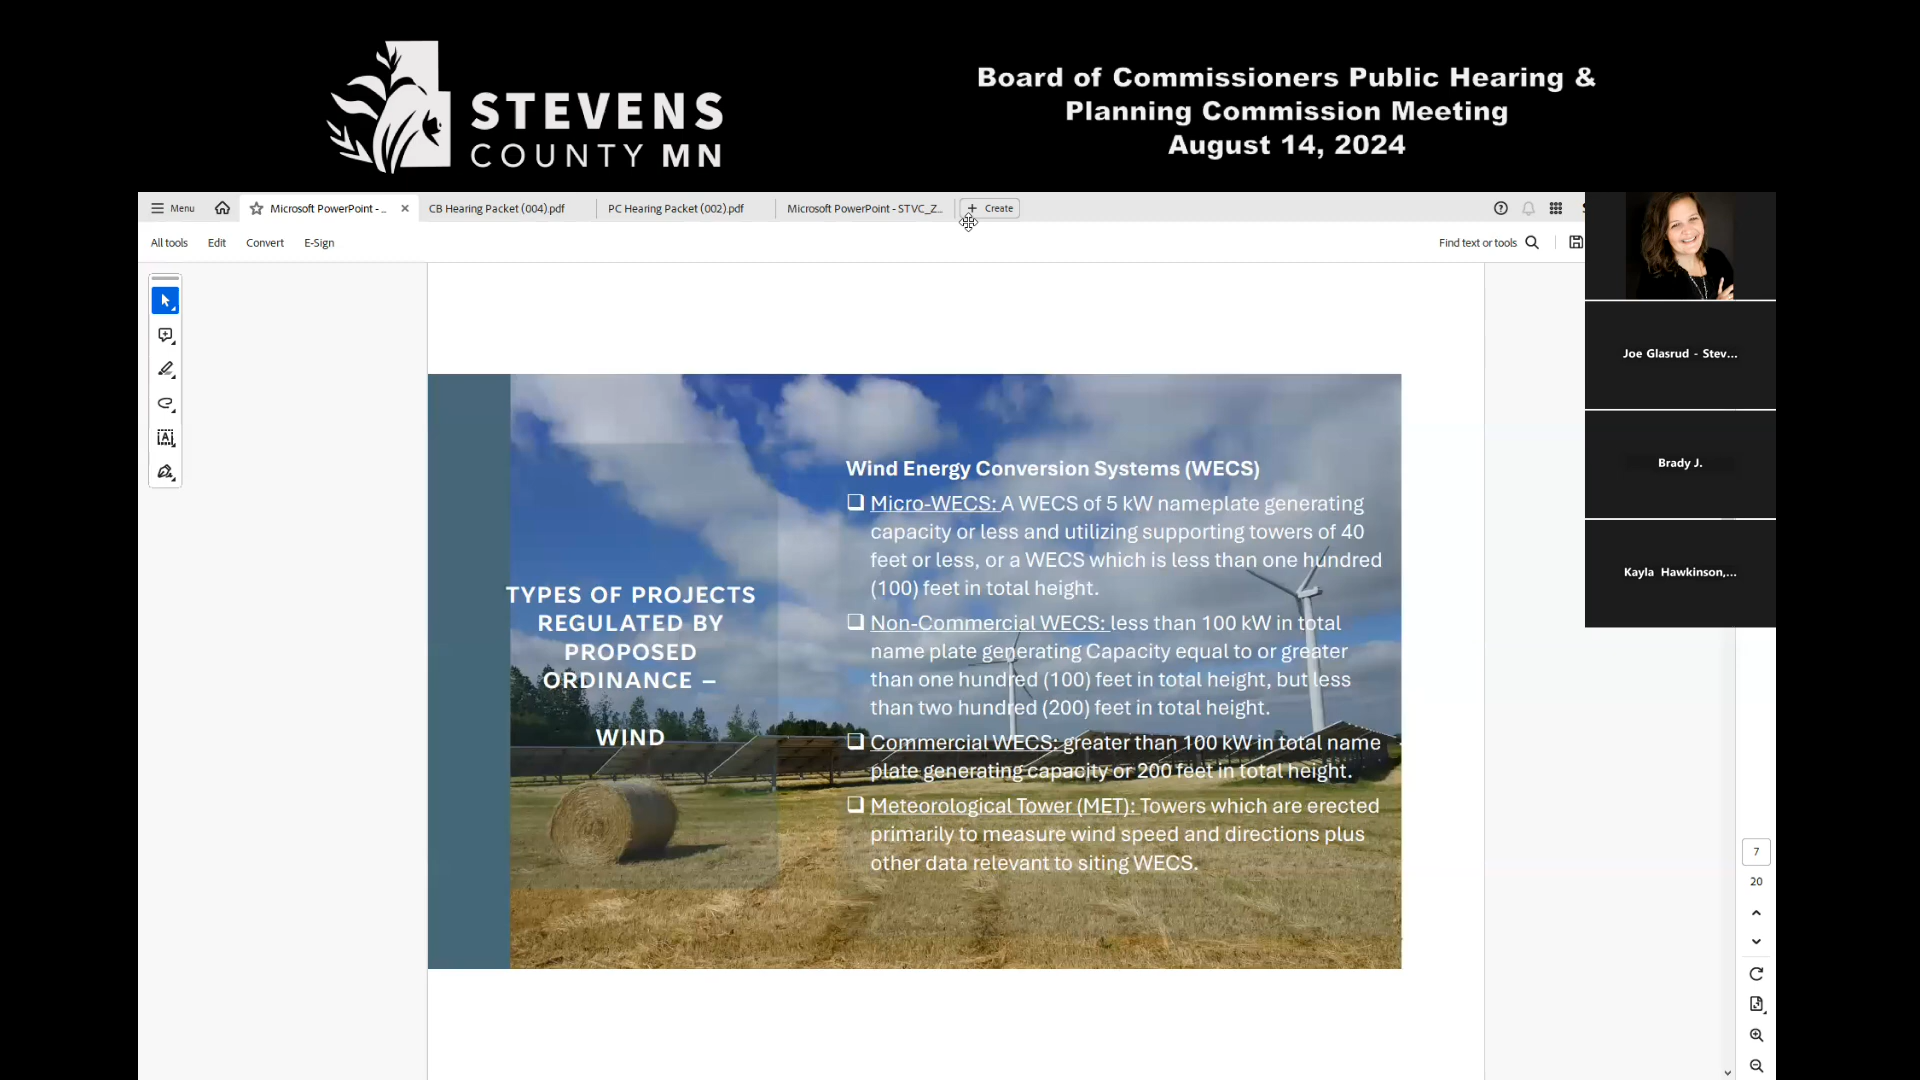 STEVENS
COUNTY MN
Board of Commissioners Public Hearing &
Planning Commission Meeting
August 14, 2024
Menu
Microsoft PowerPoint - ...
CB Hearing Packet (004).pdf
PC Hearing Packet (002).pdf
Microsoft PowerPoint - STVC_Z...
Create
All tools
Edit
Convert
E-Sign
Find text or tools
TYPES OF PROJECTS
REGULATED BY
PROPOSED
ORDINANCE –
WIND
Wind Energy Conversion Systems (WECS)
Micro-WECS: A WECS of 5 kW nameplate generating
capacity or less and utilizing supporting towers of 40
feet or less, or a WECS which is less than one hundred
(100) feet in total height.
Non-Commercial WECS: less than 100 kW in total
name plate generating Capacity equal to or greater
than one hundred (100) feet in total height, but less
than two hundred (200) feet in total height.
Commercial WECS: greater than 100 kW in total name
plate generating capacity or 200 feet in total height.
Meteorological Tower (MET): Towers which are erected
primarily to measure wind speed and directions plus
other data relevant to siting WECS.
Joe Glasrud - Stev...
Brady J.
Kayla Hawkinson,...
7
20